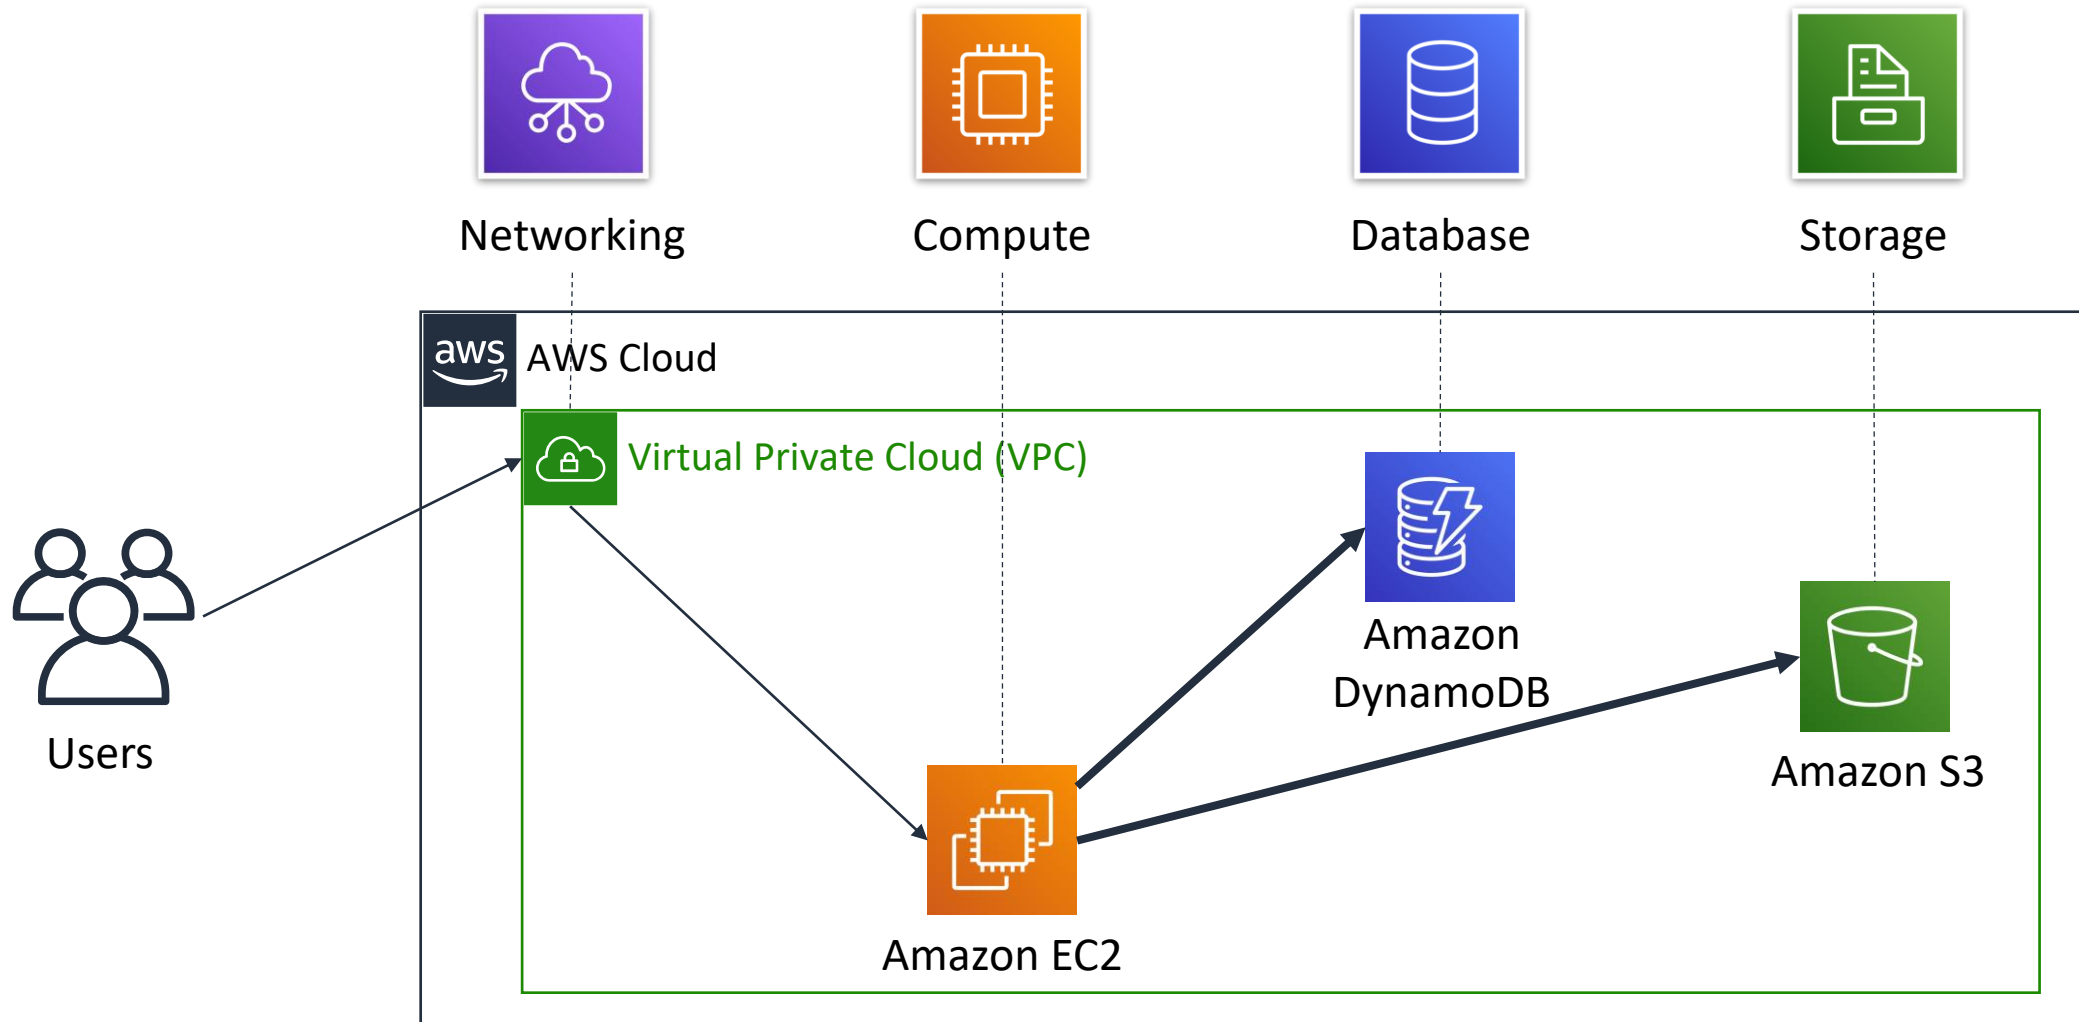 Networking
Compute
Database
Storage
aws
AWS Cloud
Virtual Private Cloud (VPC)
Users
Amazon
DynamoDB
Amazon S3
Amazon EC2